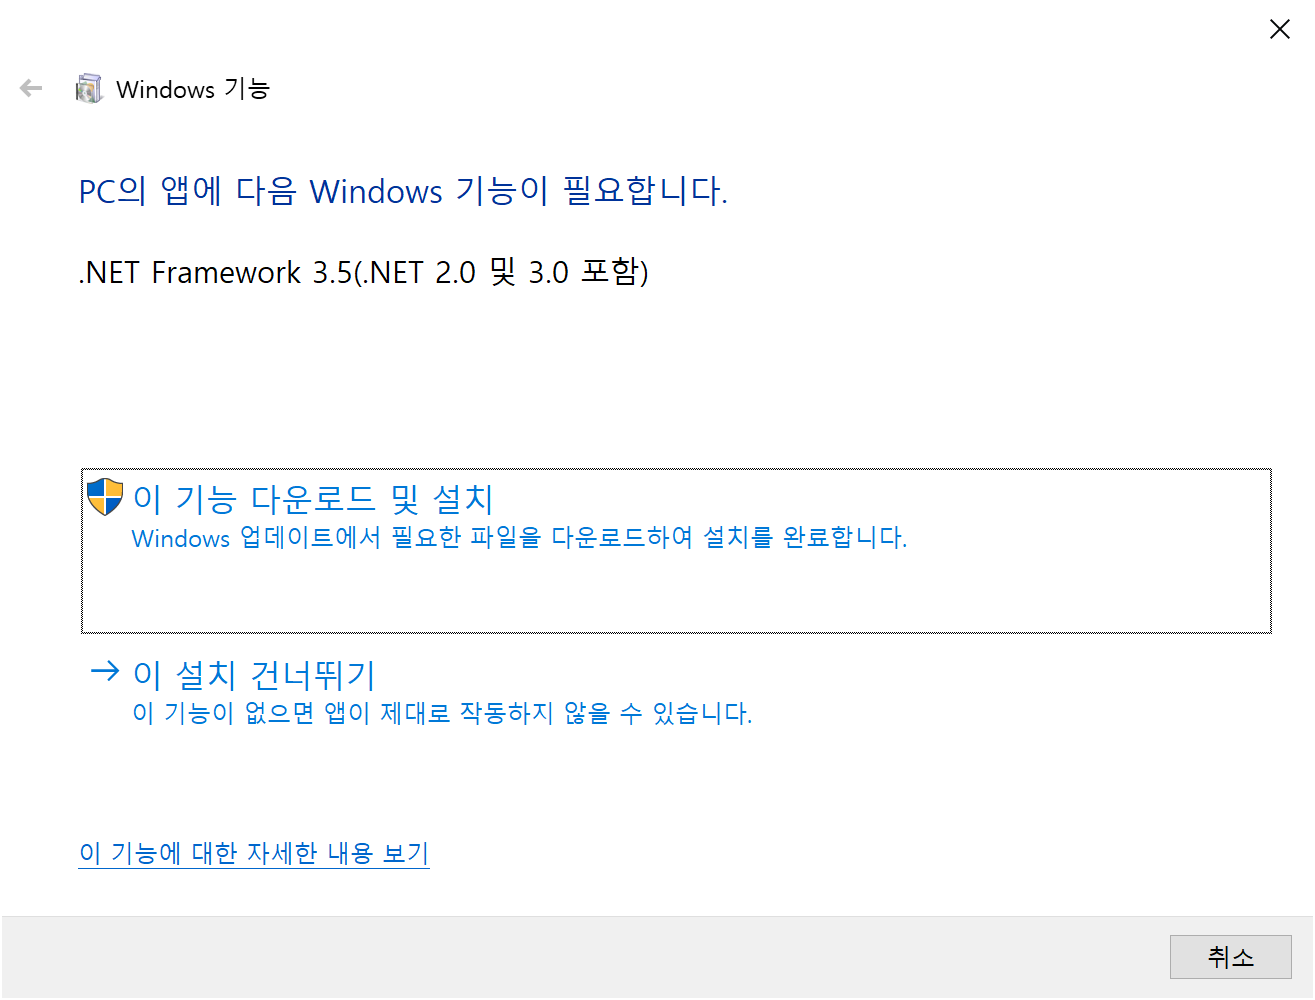 Windows 기능
PC의 앱에 다음 Windows 기능이 필요합니다.
.NET Framework 3.5(.NET 2.0 및 3.0 포함)
이 기능 다운로드 및 설치
Windows 업데이트에서 필요한 파일을 다운로드하여 설치를 완료합니다.
이 설치 건너뛰기
이 기능이 없으면 앱이 제대로 작동하지 않을 수 있습니다.
이 기능에 대한 자세한 내용 보기
취소